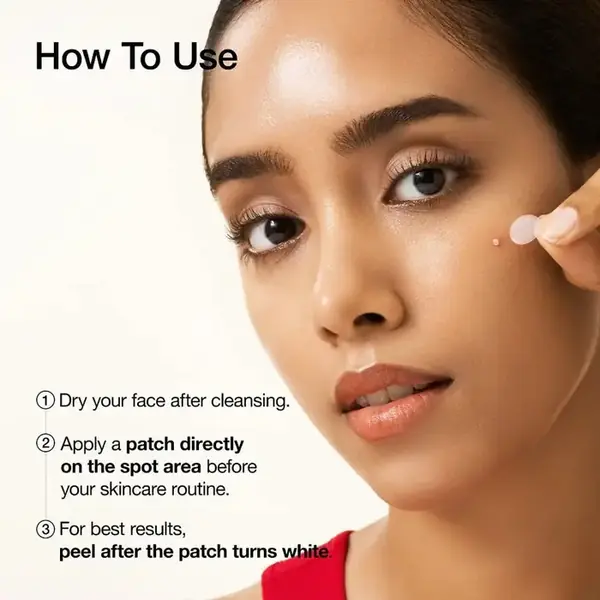 How To Use
① Dry your face after cleansing.
② Apply a patch directly
on the spot area before
your skincare routine.
③ For best results,
peel after the patch turns white.